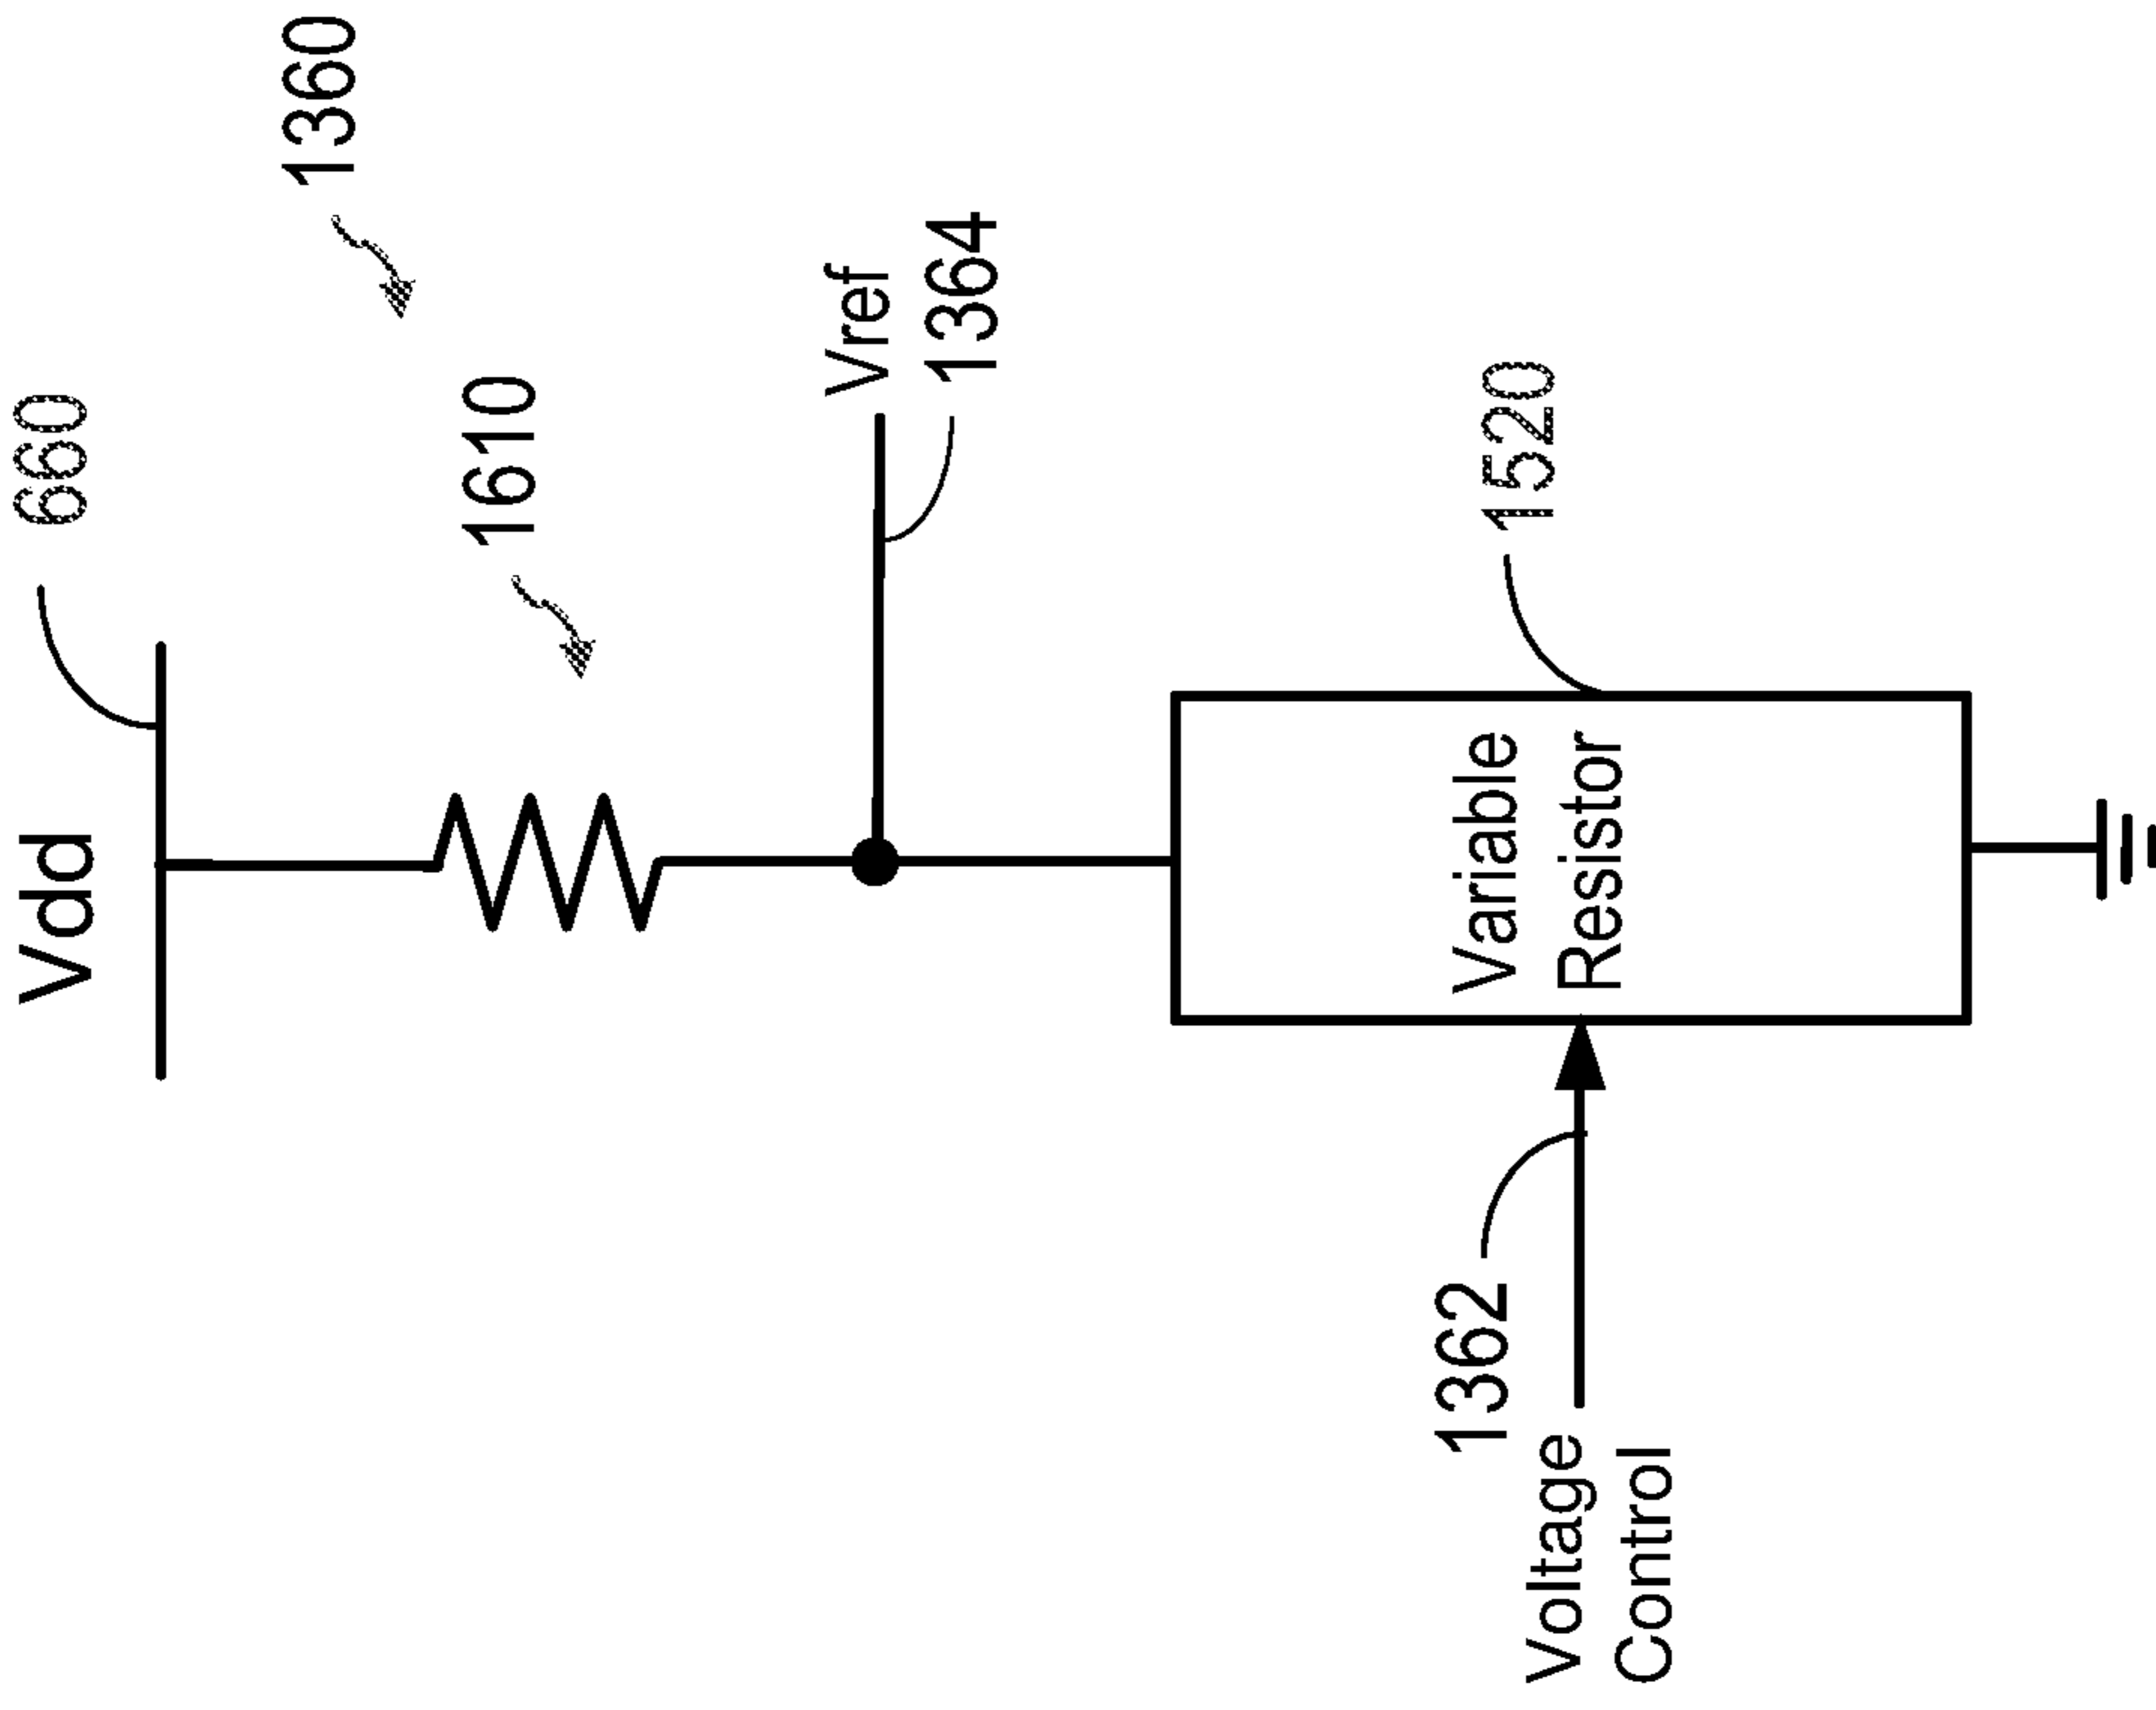 Vdd
660
1360
1610
Vref
1364
1520
Variable
Resistor
1362
Voltage
Control